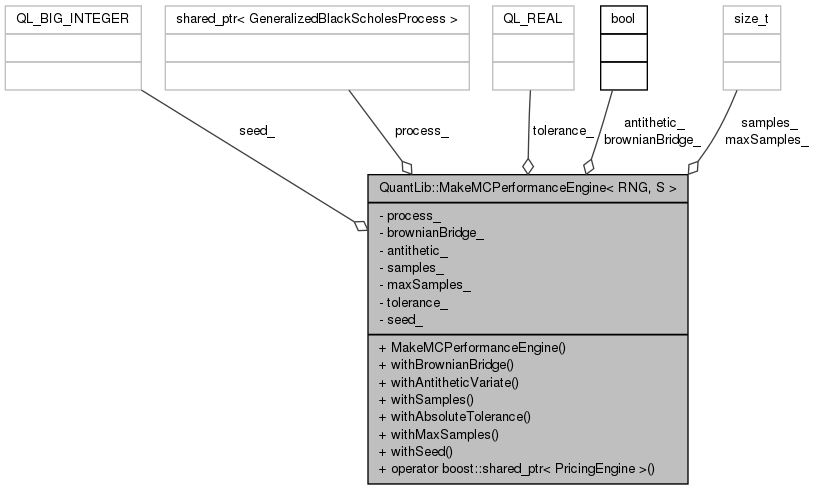 QL_BIG_INTEGER
shared_ptr< GeneralizedBlackScholesProcess >
QL_REAL
bool
size_t
seed_
process_
tolerance_
antithetic_
brownianBridge_
samples_
maxSamples_
QuantLib::MakeMCPerformanceEngine< RNG, S >
- process_
- brownianBridge_
- antithetic_
- samples_
- maxSamples_
- tolerance_
- seed_
+ MakeMCPerformanceEngine()
+ withBrownianBridge()
+ withAntitheticVariate()
+ withSamples()
+ withAbsoluteTolerance()
+ withMaxSamples()
+ withSeed()
+ operator boost::shared_ptr< PricingEngine >()